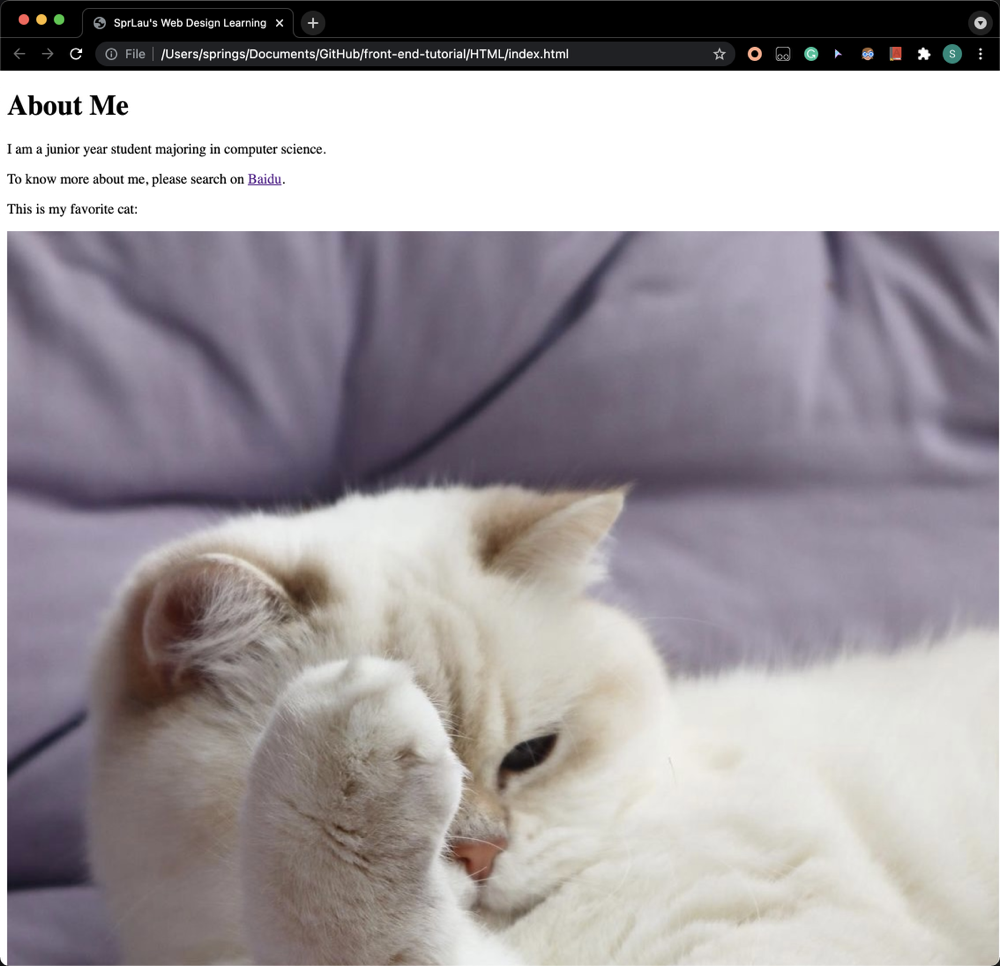 SprLau's Web Design Learning
File | /Users/springs/Documents/GitHub/front-end-tutorial/HTML/index.html
S
About Me
I am a junior year student majoring in computer science.
To know more about me, please search on Baidu.
This is my favorite cat: